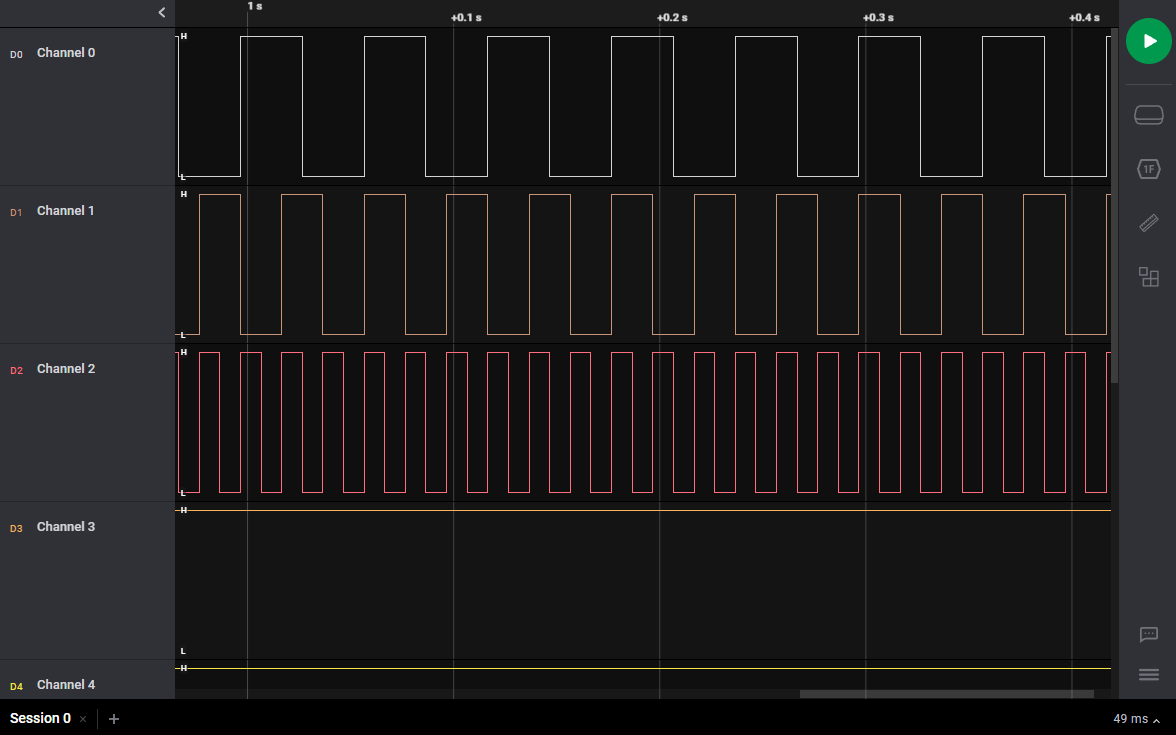 1 s
+0.1 s
+0.2 s
+0.3 s
+0.4 s
D0 Channel 0
H
L
D1 Channel 1
H
L
D2 Channel 2
H
L
D3 Channel 3
H
L
D4 Channel 4
H
1F
Session 0
49 ms